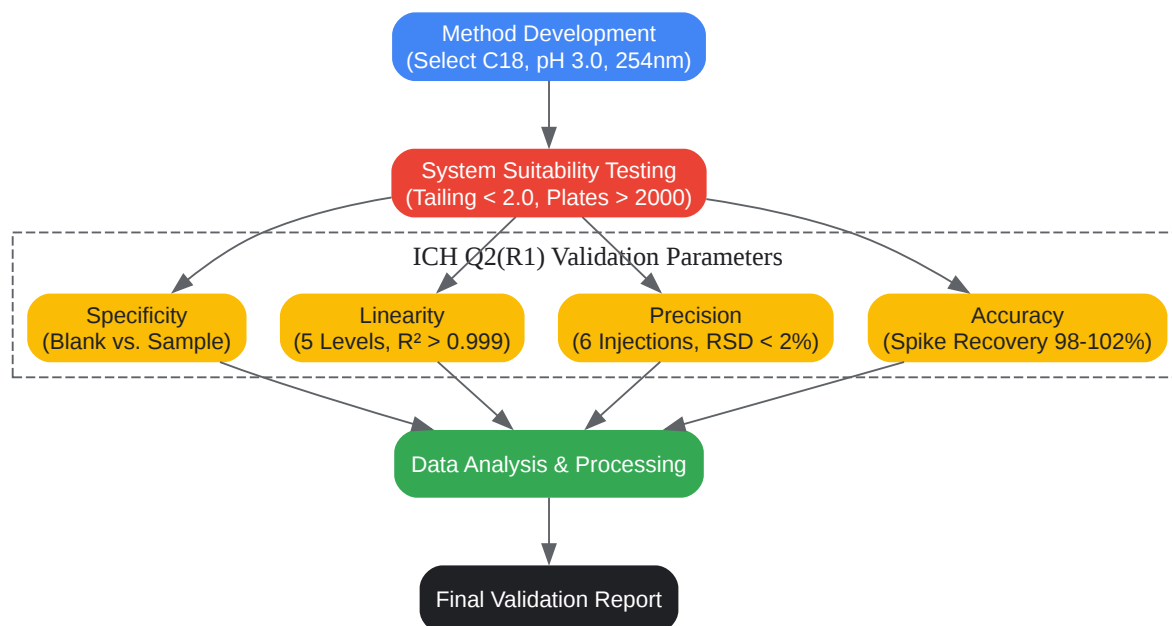 Method Development
(Select C18, pH 3.0, 254nm)
System Suitability Testing
(Tailing < 2.0, Plates > 2000)
ICH Q2(R1) Validation Parameters
Specificity
(Blank vs. Sample)
Linearity
(5 Levels, R² > 0.999)
Precision
(6 Injections, RSD < 2%)
Accuracy
(Spike Recovery 98-102%)
Data Analysis & Processing
Final Validation Report